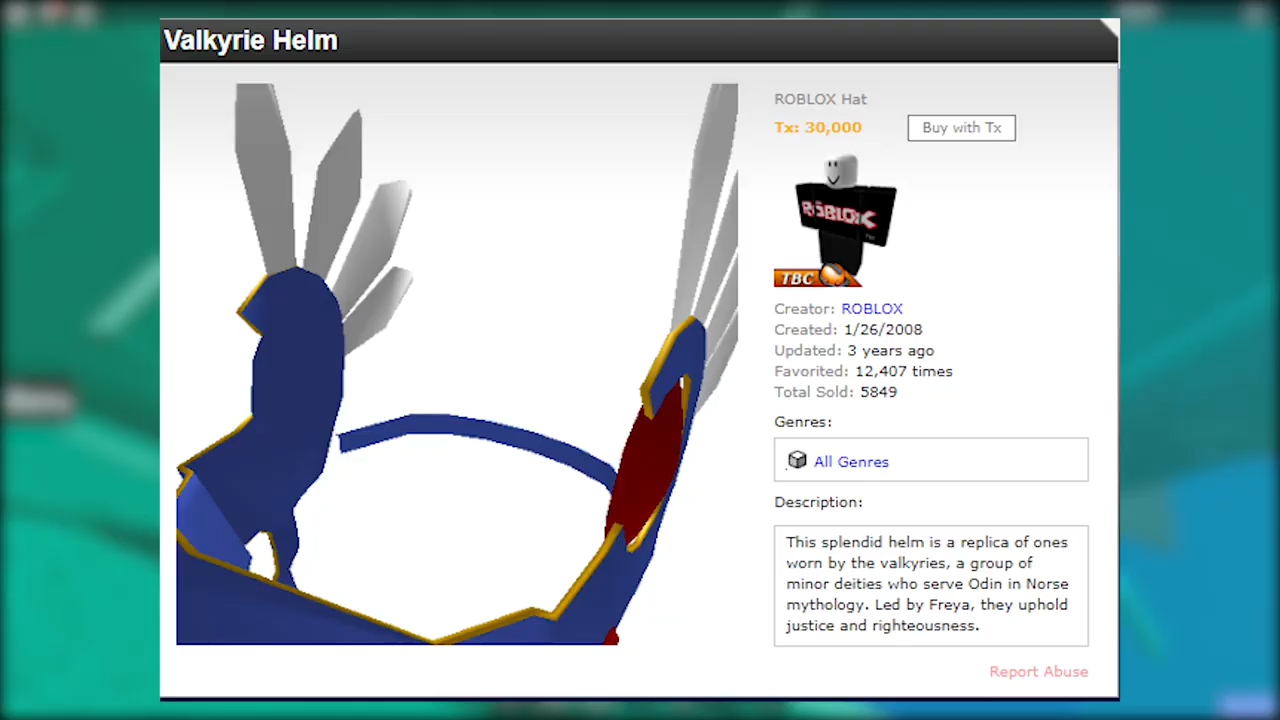 Valkyrie Helm
ROBLOX Hat
Tx: 30,000
Buy with Tx
ROBLOX
TBC
Creator: ROBLOX
Created: 1/26/2008
Updated: 3 years ago
Favorited: 12,407 times
Total Sold: 5849
Genres:
All Genres
Description:
This splendid helm is a replica of ones
worn by the valkyries, a group of
minor deities who serve Odin in Norse
mythology. Led by Freya, they uphold
justice and righteousness.
Report Abuse